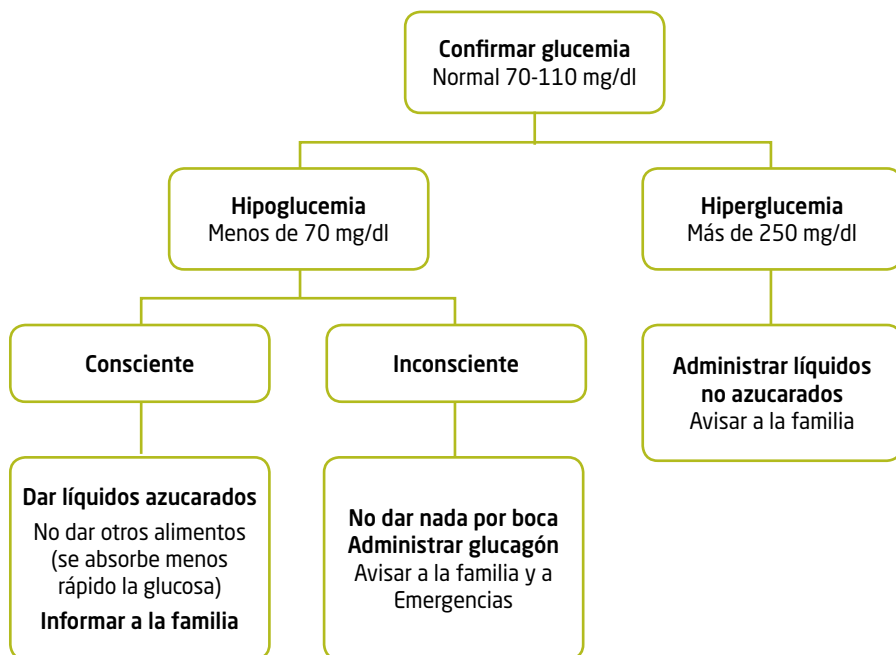 Confirmar glucemia
Normal 70-110 mg/dl
Hipoglucemia
Menos de 70 mg/dl
Hiperglucemia
Más de 250 mg/dl
Consciente
Inconsciente
Administrar líquidos
no azucarados
Avisar a la familia
Dar líquidos azucarados
No dar otros alimentos
(se absorbe menos
rápido la glucosa)
Informar a la familia
No dar nada por boca
Administrar glucagón
Avisar a la familia y a
Emergencias